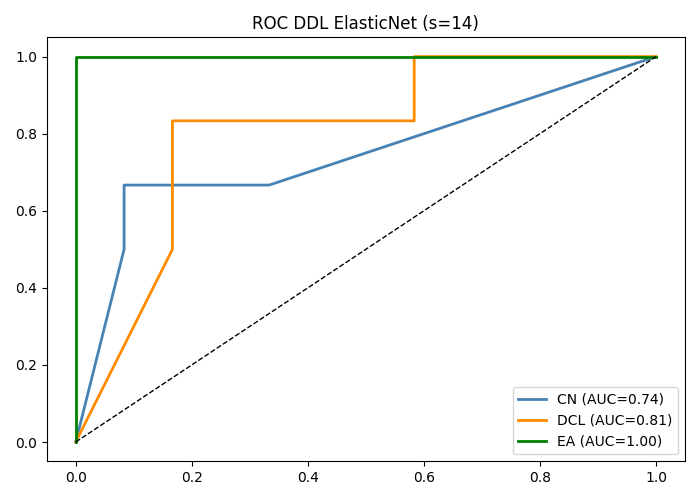 ROC DDL ElasticNet (s=14)
1.0
0.8
0.6
0.4
0.2
0.0
0.0 0.2 0.4 0.6 0.8 1.0
CN (AUC=0.74)
DCL (AUC=0.81)
EA (AUC=1.00)